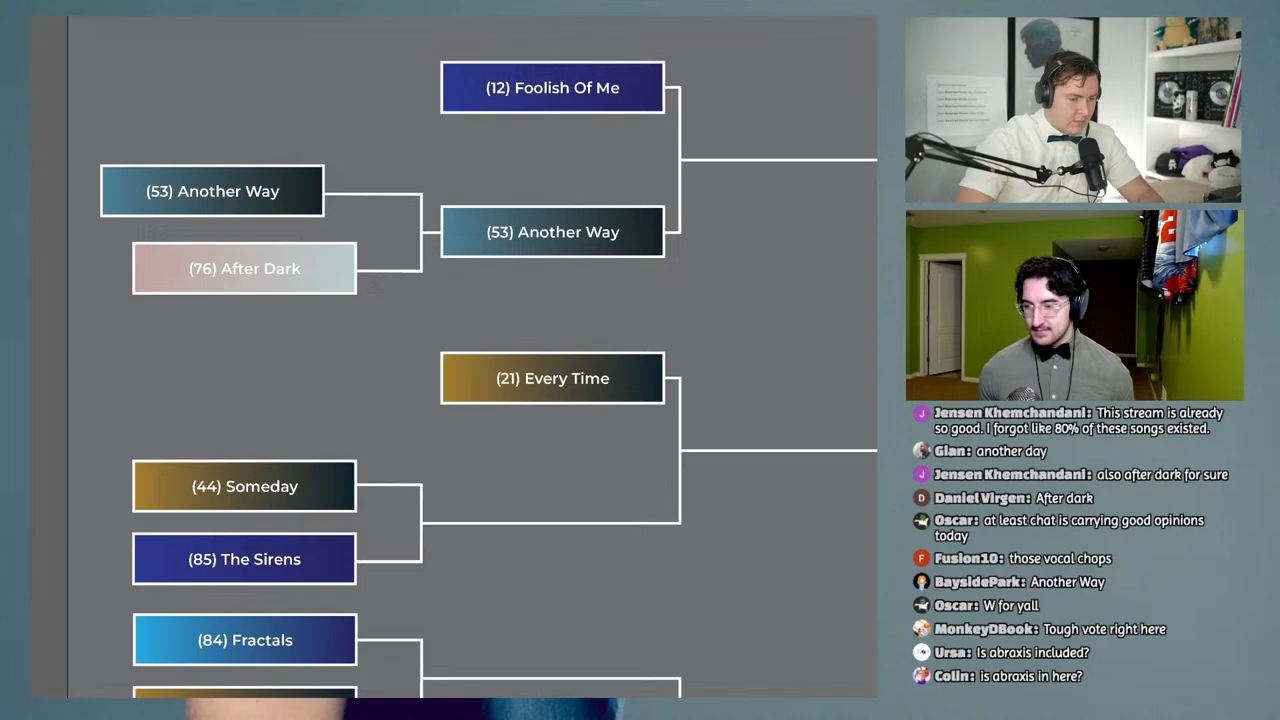 (12) Foolish Of Me
(53) Another Way
(53) Another Way
(76) After Dark
(21) Every Time
(44) Someday
(85) The Sirens
(84) Fractals
Jensen Khemchandani: This stream is already
so good. I forgot like 80% of these songs existed.
Gian: another day
Jensen Khemchandani: also after dark for sure
Daniel Virgen: After dark
Oscar: at least chat is carrying good opinions
today
Fusion10: those vocal chops
BaysidePark: Another Way
Oscar: W for yall
MonkeyDBook: Tough vote right here
Ursa: Is abraxis included?
Colin: is abraxis in here?